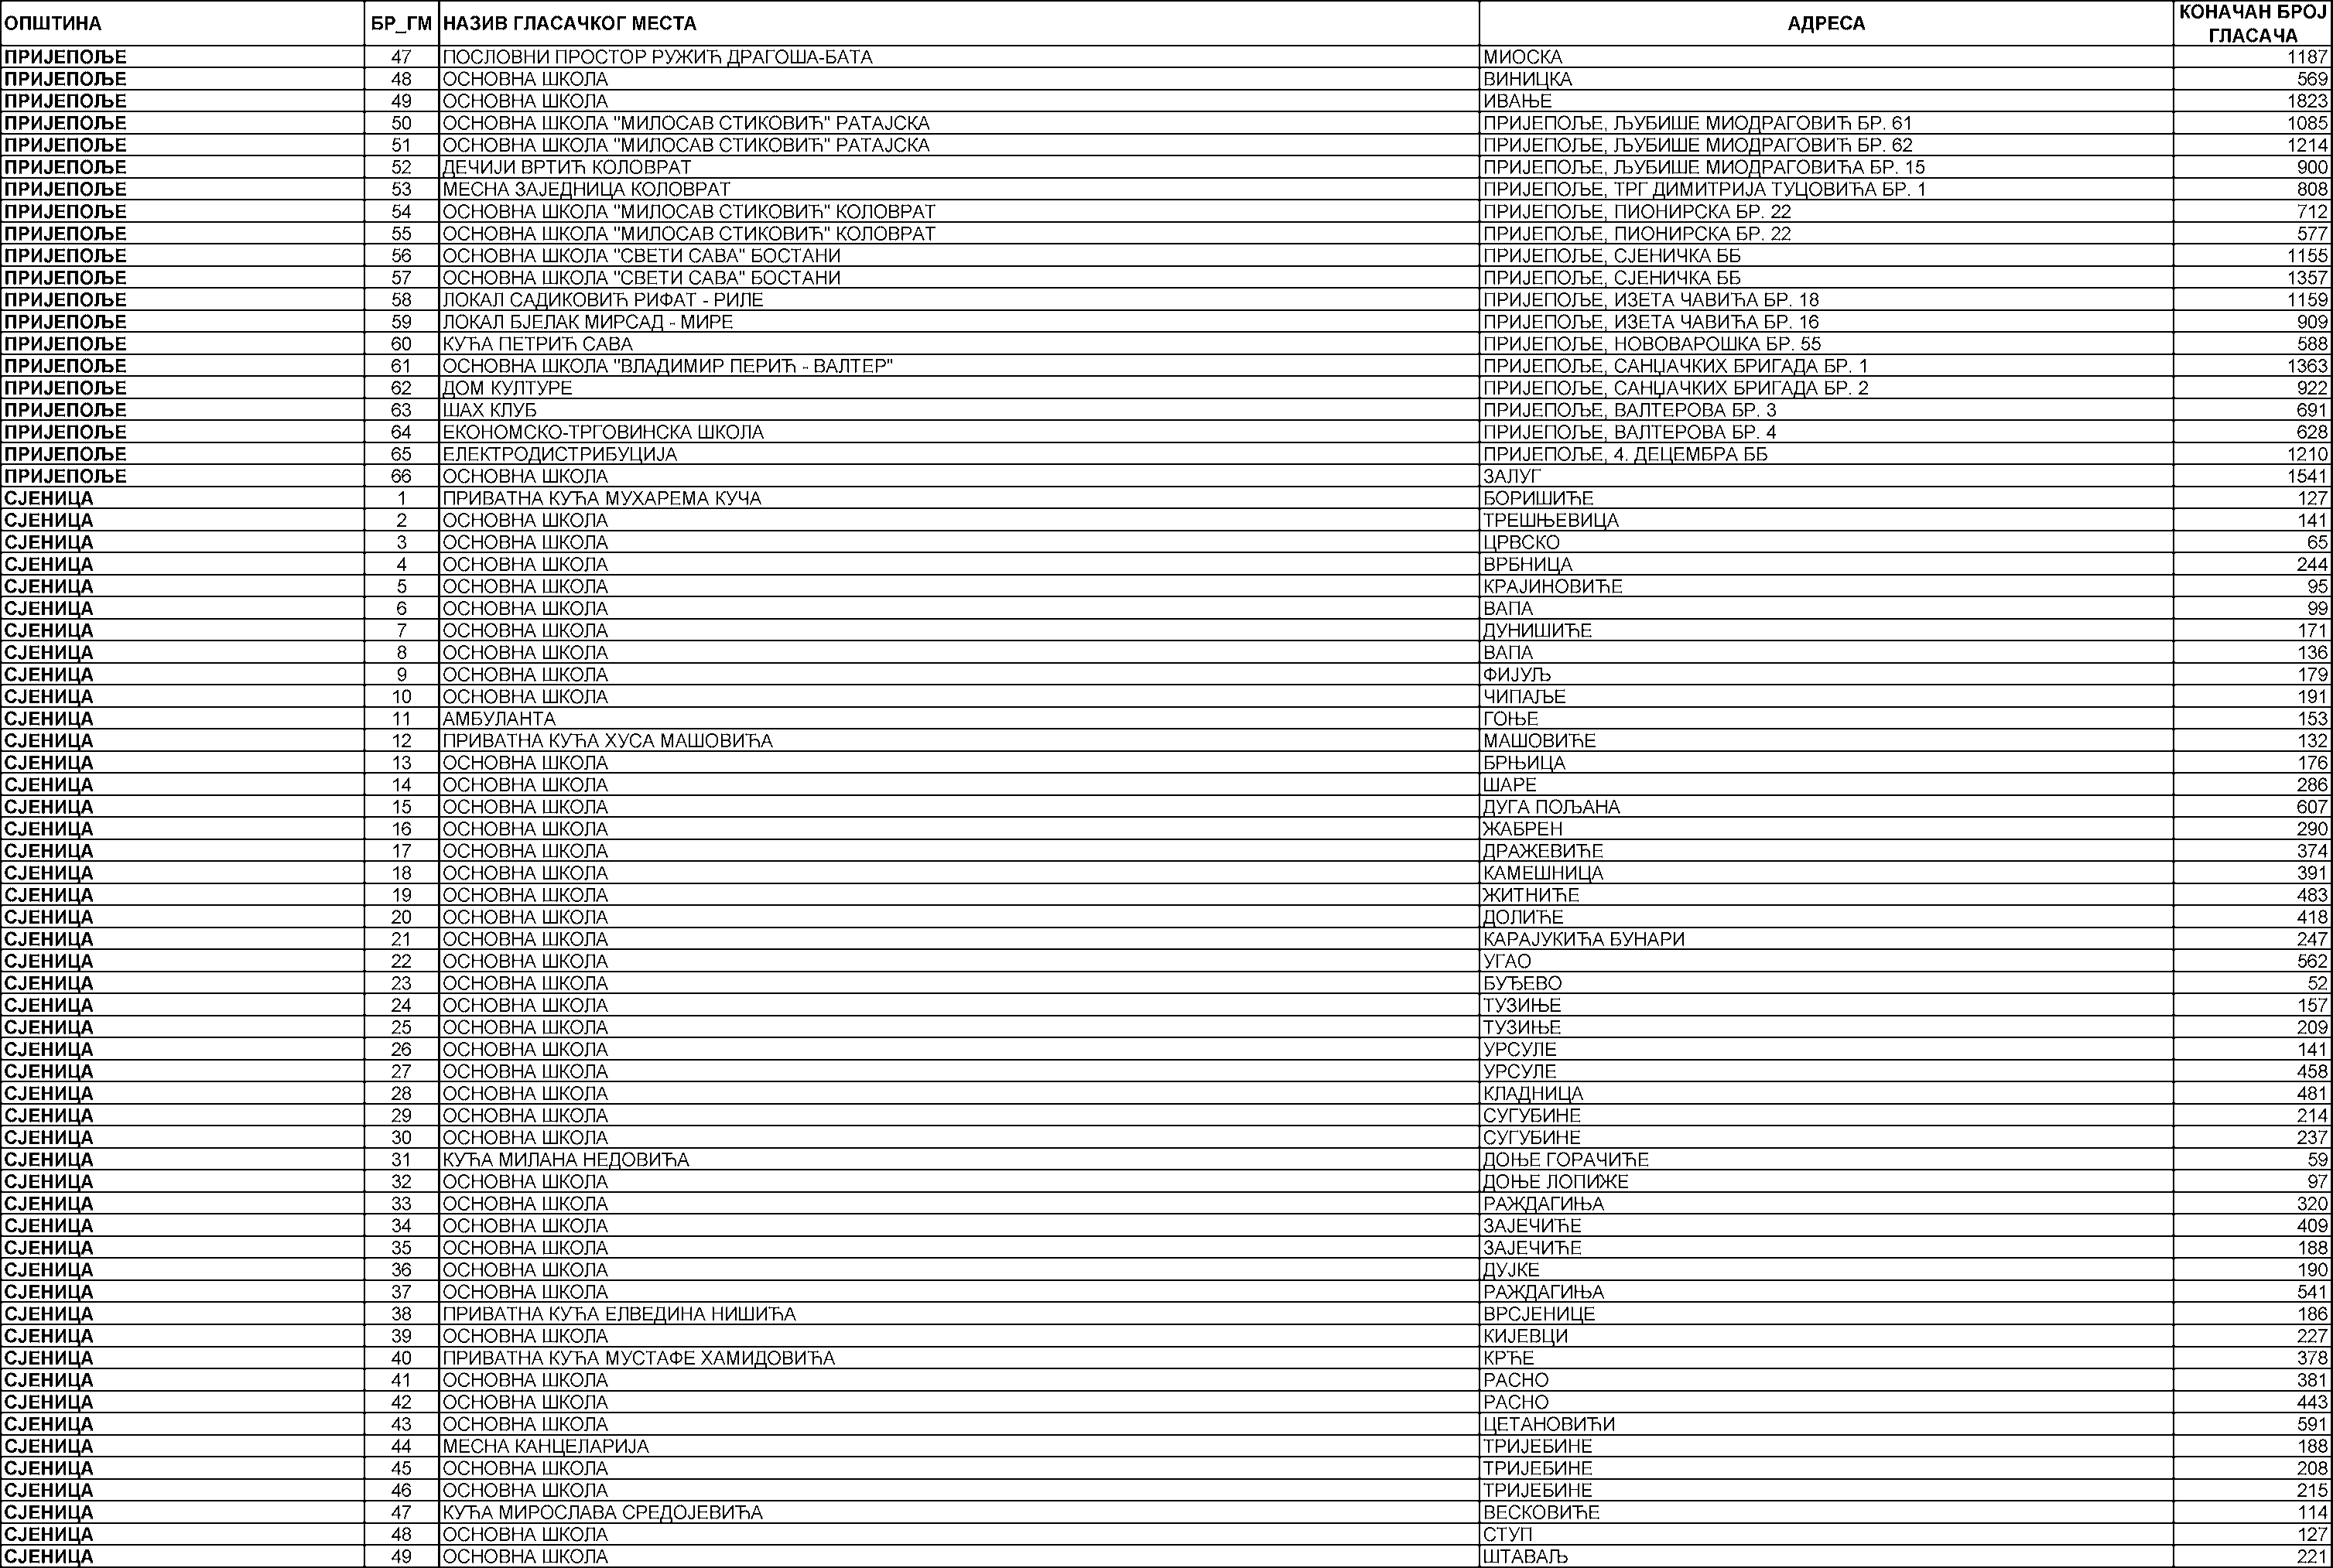 ОПШТИНА БР_ГМ НАЗИВ ГЛАСАЧКОГ МЕСТА АДРЕСА КОНАЧАН БРОЈ ГЛАСАЧА
ПРИЈЕПОЉЕ 47 ПОСЛОВНИ ПРОСТОР РУЖИЋ ДРАГОША-БАТА МИОСКА 1187
ПРИЈЕПОЉЕ 48 ОСНОВНА ШКОЛА ВИНИЦКА 569
ПРИЈЕПОЉЕ 49 ОСНОВНА ШКОЛА ИВАЊЕ 1823
ПРИЈЕПОЉЕ 50 ОСНОВНА ШКОЛА "МИЛОСАВ СТИКОВИЋ" РАТАЈСКА ПРИЈЕПОЉЕ, ЉУБИШЕ МИОДРАГОВИЋ БР. 61 1085
ПРИЈЕПОЉЕ 51 ОСНОВНА ШКОЛА "МИЛОСАВ СТИКОВИЋ" РАТАЈСКА ПРИЈЕПОЉЕ, ЉУБИШЕ МИОДРАГОВИЋ БР. 62 1214
ПРИЈЕПОЉЕ 52 ДЕЧИЈИ ВРТИЋ КОЛОВРАТ ПРИЈЕПОЉЕ, ЉУБИШЕ МИОДРАГОВИЋА БР. 15 900
ПРИЈЕПОЉЕ 53 МЕСНА ЗАЈЕДНИЦА КОЛОВРАТ ПРИЈЕПОЉЕ, ТРГ ДИМИТРИЈА ТУЦОВИЋА БР. 1 808
ПРИЈЕПОЉЕ 54 ОСНОВНА ШКОЛА "МИЛОСАВ СТИКОВИЋ" КОЛОВРАТ ПРИЈЕПОЉЕ, ПИОНИРСКА БР. 22 712
ПРИЈЕПОЉЕ 55 ОСНОВНА ШКОЛА "МИЛОСАВ СТИКОВИЋ" КОЛОВРАТ ПРИЈЕПОЉЕ, ПИОНИРСКА БР. 22 577
ПРИЈЕПОЉЕ 56 ОСНОВНА ШКОЛА "СВЕТИ САВА" БОСТАНИ ПРИЈЕПОЉЕ, СЈЕНИЧКА ББ 1155
ПРИЈЕПОЉЕ 57 ОСНОВНА ШКОЛА "СВЕТИ САВА" БОСТАНИ ПРИЈЕПОЉЕ, СЈЕНИЧКА ББ 1357
ПРИЈЕПОЉЕ 58 ЛОКАЛ САДИКОВИЋ РИФАТ - РИЛЕ ПРИЈЕПОЉЕ, ИЗЕТА ЧАВИЋА БР. 18 1159
ПРИЈЕПОЉЕ 59 ЛОКАЛ БЈЕЛАК МИРСАД - МИРЕ ПРИЈЕПОЉЕ, ИЗЕТА ЧАВИЋА БР. 16 909
ПРИЈЕПОЉЕ 60 КУЋА ПЕТРИЋ САВА ПРИЈЕПОЉЕ, НОВОВАРОШКА БР. 55 588
ПРИЈЕПОЉЕ 61 ОСНОВНА ШКОЛА "ВЛАДИМИР ПЕРИЋ - ВАЛТЕР" ПРИЈЕПОЉЕ, САНЏАЧКИХ БРИГАДА БР. 1 1363
ПРИЈЕПОЉЕ 62 ДОМ КУЛТУРЕ ПРИЈЕПОЉЕ, САНЏАЧКИХ БРИГАДА БР. 2 922
ПРИЈЕПОЉЕ 63 ШАХ КЛУБ ПРИЈЕПОЉЕ, ВАЛТЕРОВА БР. 3 691
ПРИЈЕПОЉЕ 64 ЕКОНОМСКО-ТРГОВИНСКА ШКОЛА ПРИЈЕПОЉЕ, ВАЛТЕРОВА БР. 4 628
ПРИЈЕПОЉЕ 65 ЕЛЕКТРОДИСТРИБУЦИЈА ПРИЈЕПОЉЕ, 4. ДЕЦЕМБРА ББ 1210
ПРИЈЕПОЉЕ 66 ОСНОВНА ШКОЛА ЗАЛУГ 1541
СЈЕНИЦА 1 ПРИВАТНА КУЋА МУХАРЕМА КУЧА БОРИШИЋЕ 127
СЈЕНИЦА 2 ОСНОВНА ШКОЛА ТРЕШЊЕВИЦА 141
СЈЕНИЦА 3 ОСНОВНА ШКОЛА ЦРВСКО 65
СЈЕНИЦА 4 ОСНОВНА ШКОЛА ВРБНИЦА 244
СЈЕНИЦА 5 ОСНОВНА ШКОЛА КРАЈИНОВИЋЕ 95
СЈЕНИЦА 6 ОСНОВНА ШКОЛА ВАПА 99
СЈЕНИЦА 7 ОСНОВНА ШКОЛА ДУНИШИЋЕ 171
СЈЕНИЦА 8 ОСНОВНА ШКОЛА ВАПА 136
СЈЕНИЦА 9 ОСНОВНА ШКОЛА ФИЈУЉ 179
СЈЕНИЦА 10 ОСНОВНА ШКОЛА ЧИПАЉЕ 191
СЈЕНИЦА 11 АМБУЛАНТА ГОЊЕ 153
СЈЕНИЦА 12 ПРИВАТНА КУЋА ХУСА МАШОВИЋА МАШОВИЋЕ 132
СЈЕНИЦА 13 ОСНОВНА ШКОЛА БРЊИЦА 176
СЈЕНИЦА 14 ОСНОВНА ШКОЛА ШАРЕ 286
СЈЕНИЦА 15 ОСНОВНА ШКОЛА ДУГА ПОЉАНА 607
СЈЕНИЦА 16 ОСНОВНА ШКОЛА ЖАБРЕН 290
СЈЕНИЦА 17 ОСНОВНА ШКОЛА ДРАЖЕВИЋЕ 374
СЈЕНИЦА 18 ОСНОВНА ШКОЛА КАМЕШНИЦА 391
СЈЕНИЦА 19 ОСНОВНА ШКОЛА ЖИТНИЋЕ 483
СЈЕНИЦА 20 ОСНОВНА ШКОЛА ДОЛИЋЕ 418
СЈЕНИЦА 21 ОСНОВНА ШКОЛА КАРАЈУКИЋА БУНАРИ 247
СЈЕНИЦА 22 ОСНОВНА ШКОЛА УГАО 562
СЈЕНИЦА 23 ОСНОВНА ШКОЛА БУЂЕВО 52
СЈЕНИЦА 24 ОСНОВНА ШКОЛА ТУЗИЊЕ 157
СЈЕНИЦА 25 ОСНОВНА ШКОЛА ТУЗИЊЕ 209
СЈЕНИЦА 26 ОСНОВНА ШКОЛА УРСУЛЕ 141
СЈЕНИЦА 27 ОСНОВНА ШКОЛА УРСУЛЕ 458
СЈЕНИЦА 28 ОСНОВНА ШКОЛА КЛАДНИЦА 481
СЈЕНИЦА 29 ОСНОВНА ШКОЛА СУГУБИНЕ 214
СЈЕНИЦА 30 ОСНОВНА ШКОЛА СУГУБИНЕ 237
СЈЕНИЦА 31 КУЋА МИЛАНА НЕДОВИЋА ДОЊЕ ГОРАЧИЋЕ 59
СЈЕНИЦА 32 ОСНОВНА ШКОЛА ДОЊЕ ЛОПИЖЕ 97
СЈЕНИЦА 33 ОСНОВНА ШКОЛА РАЖДАГИЊА 320
СЈЕНИЦА 34 ОСНОВНА ШКОЛА ЗАЈЕЧИЋЕ 409
СЈЕНИЦА 35 ОСНОВНА ШКОЛА ЗАЈЕЧИЋЕ 188
СЈЕНИЦА 36 ОСНОВНА ШКОЛА ДУЈКЕ 190
СЈЕНИЦА 37 ОСНОВНА ШКОЛА РАЖДАГИЊА 541
СЈЕНИЦА 38 ПРИВАТНА КУЋА ЕЛВЕДИНА НИШИЋА ВРСЈЕНИЦЕ 186
СЈЕНИЦА 39 ОСНОВНА ШКОЛА КИЈЕВЦИ 227
СЈЕНИЦА 40 ПРИВАТНА КУЋА МУСТАФЕ ХАМИДОВИЋА КРЋЕ 378
СЈЕНИЦА 41 ОСНОВНА ШКОЛА РАСНО 381
СЈЕНИЦА 42 ОСНОВНА ШКОЛА РАСНО 443
СЈЕНИЦА 43 ОСНОВНА ШКОЛА ЦЕТАНОВИЋИ 591
СЈЕНИЦА 44 МЕСНА КАНЦЕЛАРИЈА ТРИЈЕБИНЕ 188
СЈЕНИЦА 45 ОСНОВНА ШКОЛА ТРИЈЕБИНЕ 208
СЈЕНИЦА 46 ОСНОВНА ШКОЛА ТРИЈЕБИНЕ 215
СЈЕНИЦА 47 КУЋА МИРОСЛАВА СРЕДОЈЕВИЋА ВЕСКОВИЋЕ 114
СЈЕНИЦА 48 ОСНОВНА ШКОЛА СТУП 127
СЈЕНИЦА 49 ОСНОВНА ШКОЛА ШТАВАЉ 221